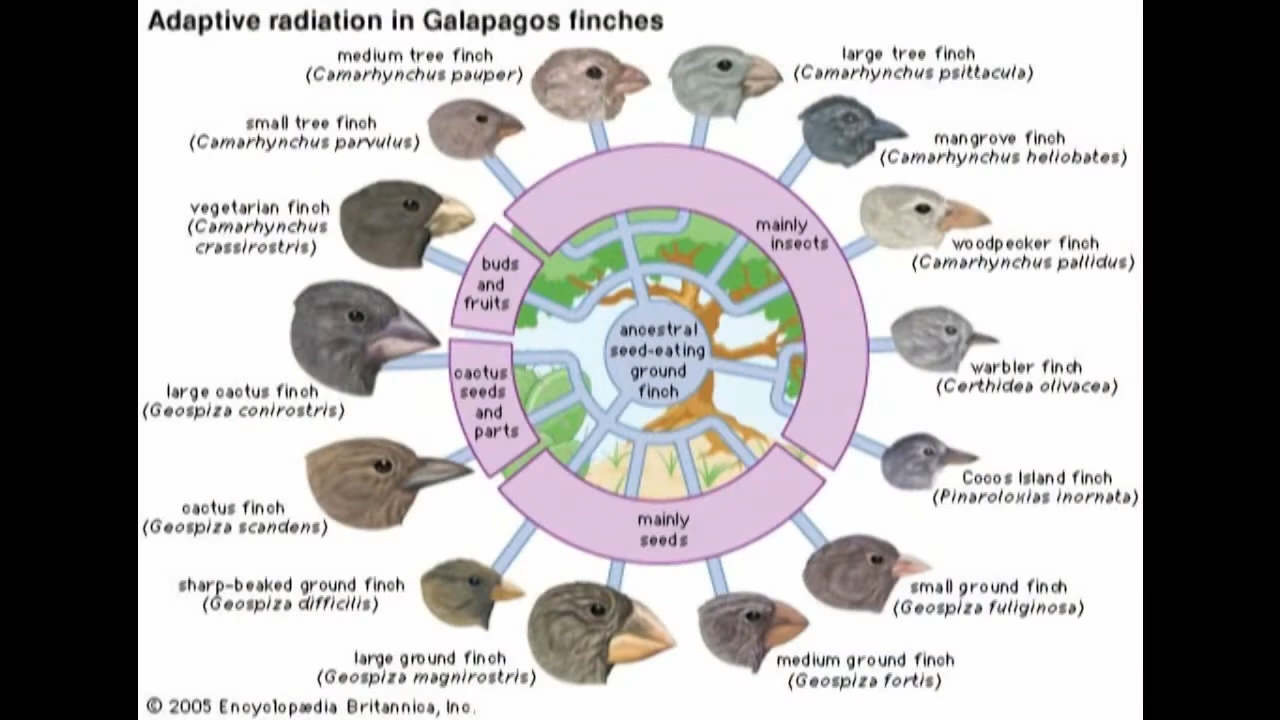 Adaptive radiation in Galapagos finches
medium tree finch
(Camarhynchus pauper)
large tree finch
(Camarhynchus psittacula)
small tree finch
(Camarhynchus parvulus)
mangrove finch
(Camarhynchus heliobates)
vegetarian finch
(Camarhynchus
crassirostris)
mainly
insects
woodpecker finch
(Camarhynchus pallidus)
buds
and
fruits
ancestral
seed-eating
ground
finch
warbler finch
(Certhidea olivacea)
large cactus finch
(Geospiza conirostris)
cactus
seeds
and
parts
Cocos Island finch
(Pinaroloxias inornata)
cactus finch
(Geospiza scandens)
mainly
seeds
sharp-beaked ground finch
(Geospiza difficilis)
small ground finch
(Geospiza fuliginosa)
large ground finch
(Geospiza magnirostris)
medium ground finch
(Geospiza fortis)
© 2005 Encyclopædia Britannica, Inc.